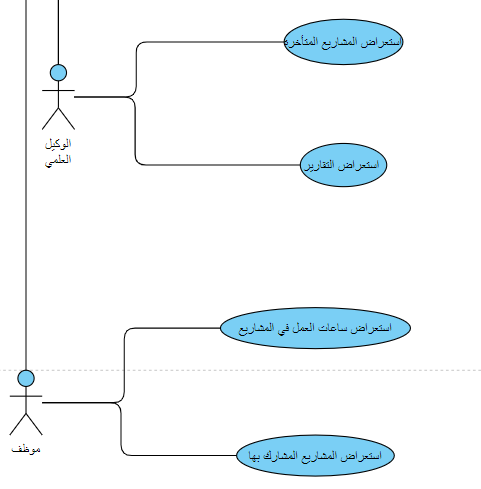 استعراض المشاريع المتأخرة
الوكيل
العلمي
استعراض التقارير
استعراض ساعات العمل في المشاريع
موظف
استعراض المشاريع المشارك بها